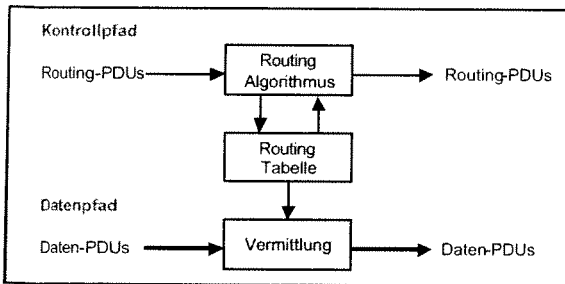 Kontrollpfad
Routing-PDUs
Routing
Algorithmus
Routing-PDUs
Routing
Tabelle
Datenpfad
Daten-PDUs
Vermittlung
Daten-PDUs